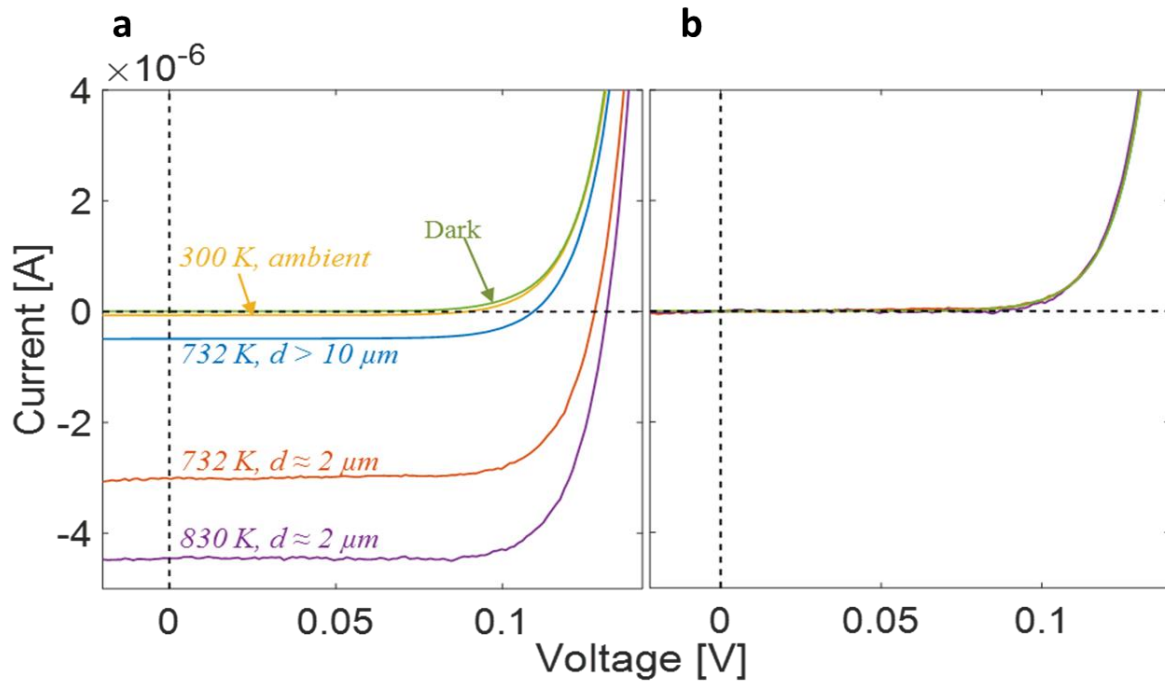 a
b
×10⁻⁶
4
2
0
-2
-4
Current [A]
Dark
300 K, ambient
732 K, d > 10 μm
732 K, d ≈ 2 μm
830 K, d ≈ 2 μm
0 0.05 0.1
0 0.05 0.1
Voltage [V]